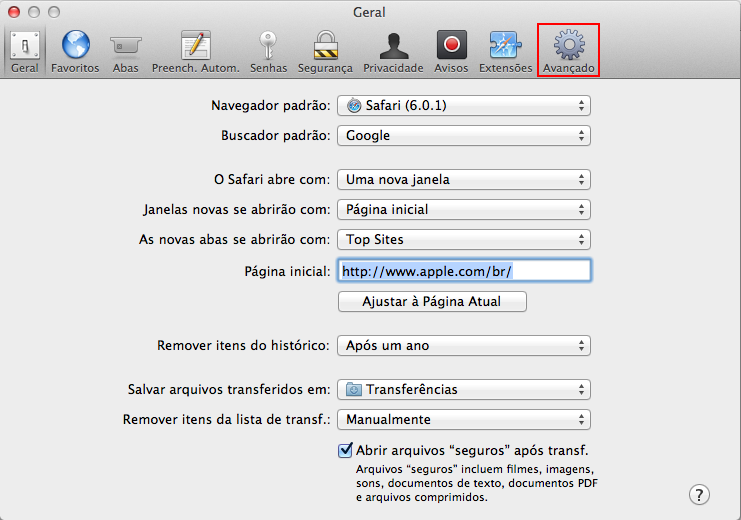 Geral
Geral Favoritos Abas Preench. Autom. Senhas Segurança Privacidade Avisos Extensões Avançado
Navegador padrão: Safari (6.0.1)
Buscador padrão: Google
O Safari abre com: Uma nova janela
Janelas novas se abrirão com: Página inicial
As novas abas se abrirão com: Top Sites
Página inicial: http://www.apple.com/br/
Ajustar à Página Atual
Remover itens do histórico: Após um ano
Salvar arquivos transferidos em: Transferências
Remover itens da lista de transf.: Manualmente
Abrir arquivos “seguros” após transf.
Arquivos “seguros” incluem filmes, imagens,
sons, documentos de texto, documentos PDF
e arquivos comprimidos.
?